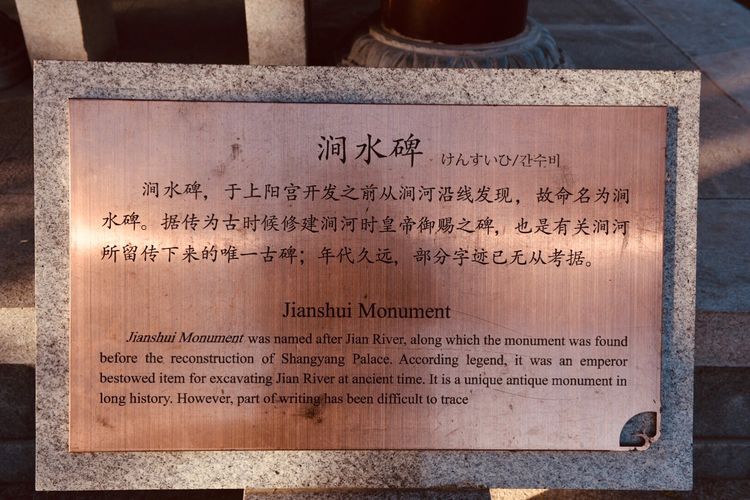 涧水碑 けんすいひ/간수비
涧水碑，于上阳宫开发之前从涧河沿线发现，故命名为涧
水碑。据传为古时候修建涧河时皇帝御赐之碑，也是有关涧河
所留传下来的唯一古碑；年代久远，部分字迹已无从考据。
Jianshui Monument
Jianshui Monument was named after Jian River, along which the monument was found
before the reconstruction of Shangyang Palace. According legend, it was an emperor
bestowed item for excavating Jian River at ancient time. It is a unique antique monument in
long history. However, part of writing has been difficult to trace